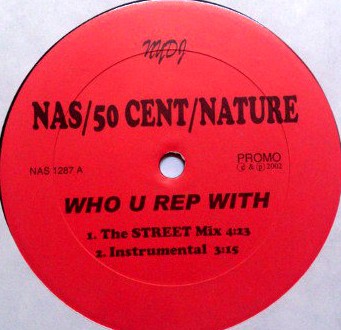 MYDJ
NAS/50 CENT/NATURE
NAS 1287 A
PROMO
© & ℗ 2002
WHO U REP WITH
1. The STREET Mix 4:23
2. Instrumental 3:15